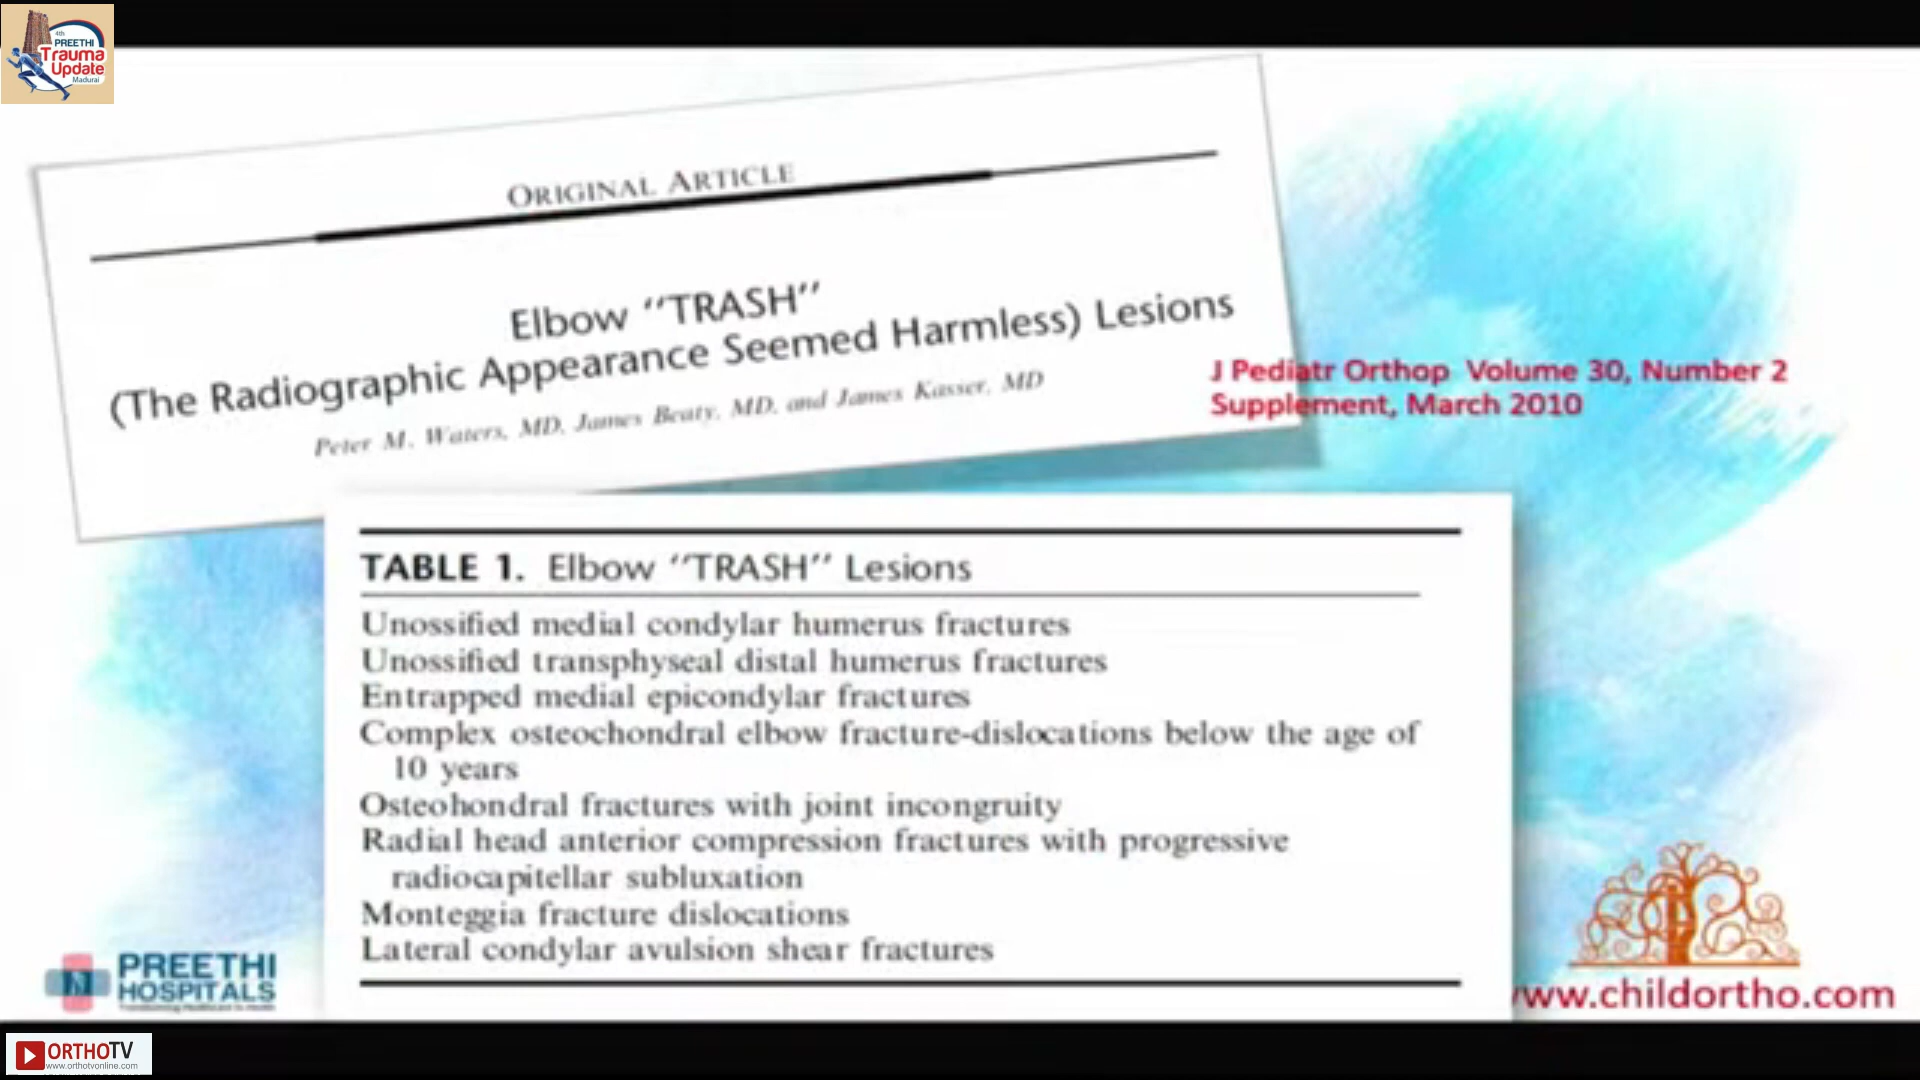 4th
PREETHI
Trauma
Update
Madurai
ORIGINAL ARTICLE
Elbow ‘‘TRASH’’
(The Radiographic Appearance Seemed Harmless) Lesions
Peter M. Waters, MD, James Beaty, MD, and James Kasser, MD
J Pediatr Orthop Volume 30, Number 2
Supplement, March 2010
TABLE 1. Elbow ‘‘TRASH’’ Lesions
Unossified medial condylar humerus fractures
Unossified transphyseal distal humerus fractures
Entrapped medial epicondylar fractures
Complex osteochondral elbow fracture-dislocations below the age of
10 years
Osteohondral fractures with joint incongruity
Radial head anterior compression fractures with progressive
radiocapitellar subluxation
Monteggia fracture dislocations
Lateral condylar avulsion shear fractures
PREETHI
HOSPITALS
www.childortho.com
ORTHOTV
www.orthotvonline.com